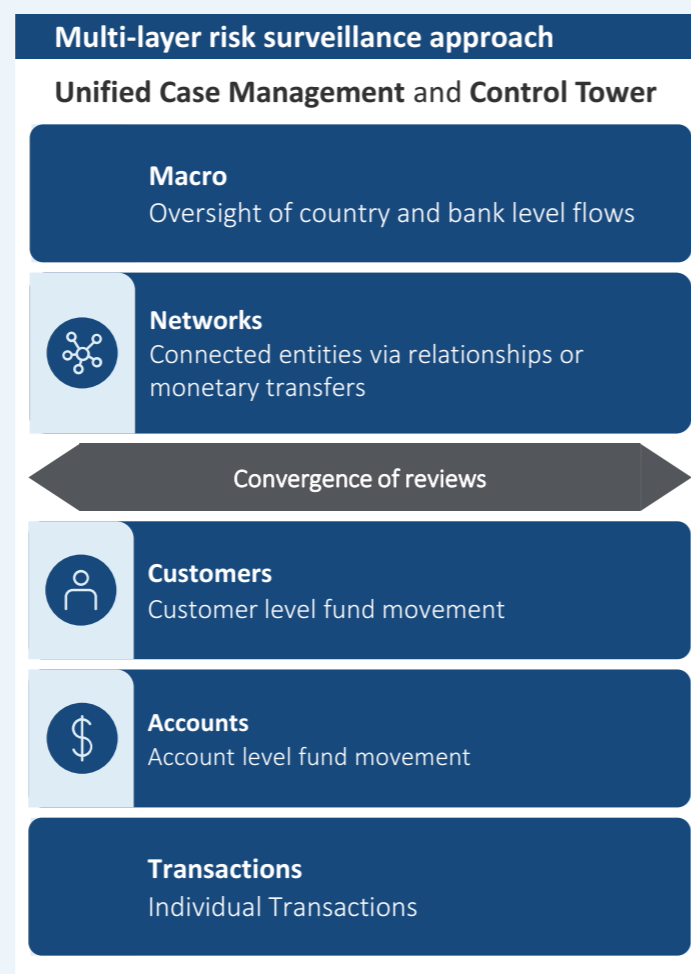 Multi-layer risk surveillance approach
Unified Case Management and Control Tower
Macro
Oversight of country and bank level flows
Networks
Connected entities via relationships or
monetary transfers
Convergence of reviews
Customers
Customer level fund movement
$
Accounts
Account level fund movement
Transactions
Individual Transactions